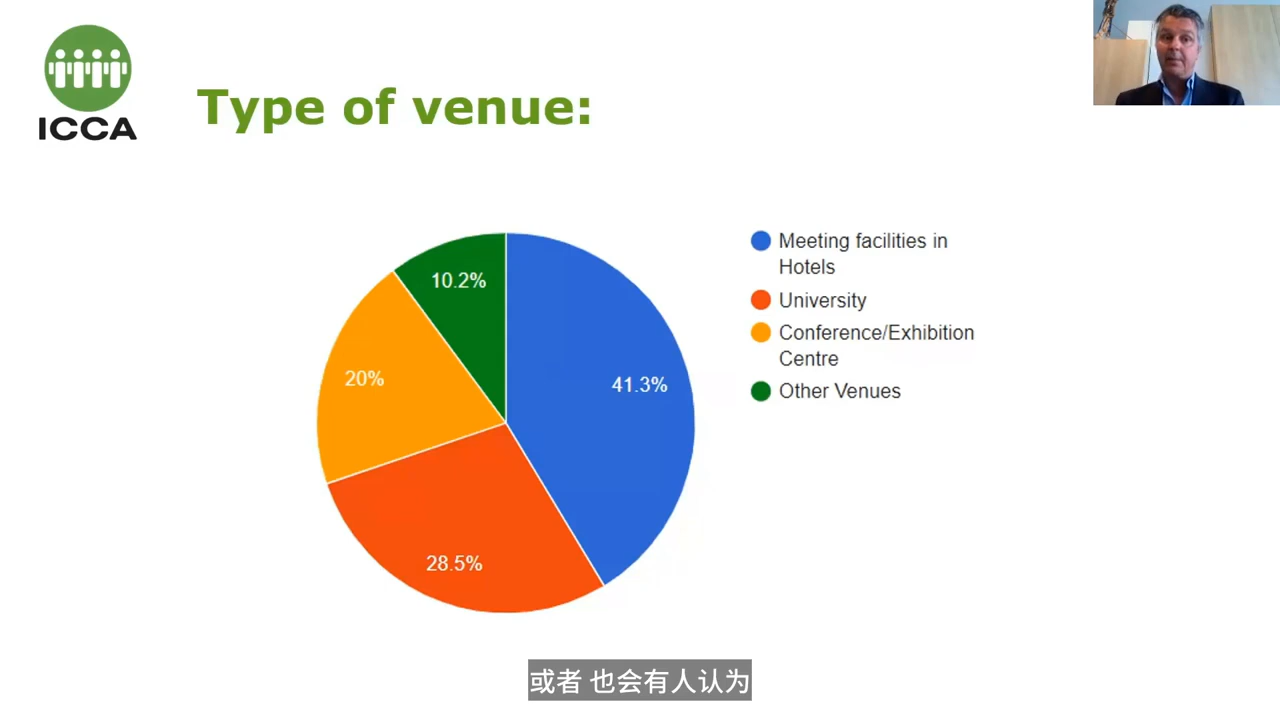 ICCA
Type of venue:
10.2%
20%
41.3%
28.5%
Meeting facilities in
Hotels
University
Conference/Exhibition
Centre
Other Venues
或者 也会有人认为